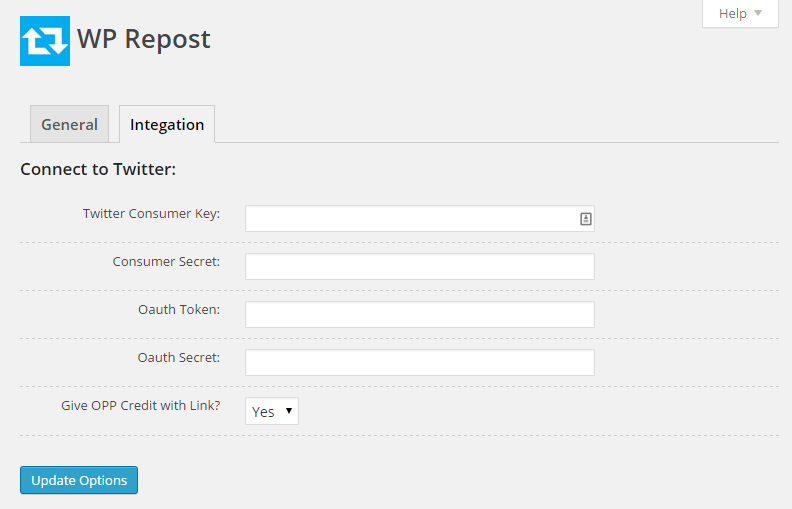 Help
WP Repost
General
Integation
Connect to Twitter:
Twitter Consumer Key:
Consumer Secret:
Oauth Token:
Oauth Secret:
Give OPP Credit with Link? Yes
Update Options